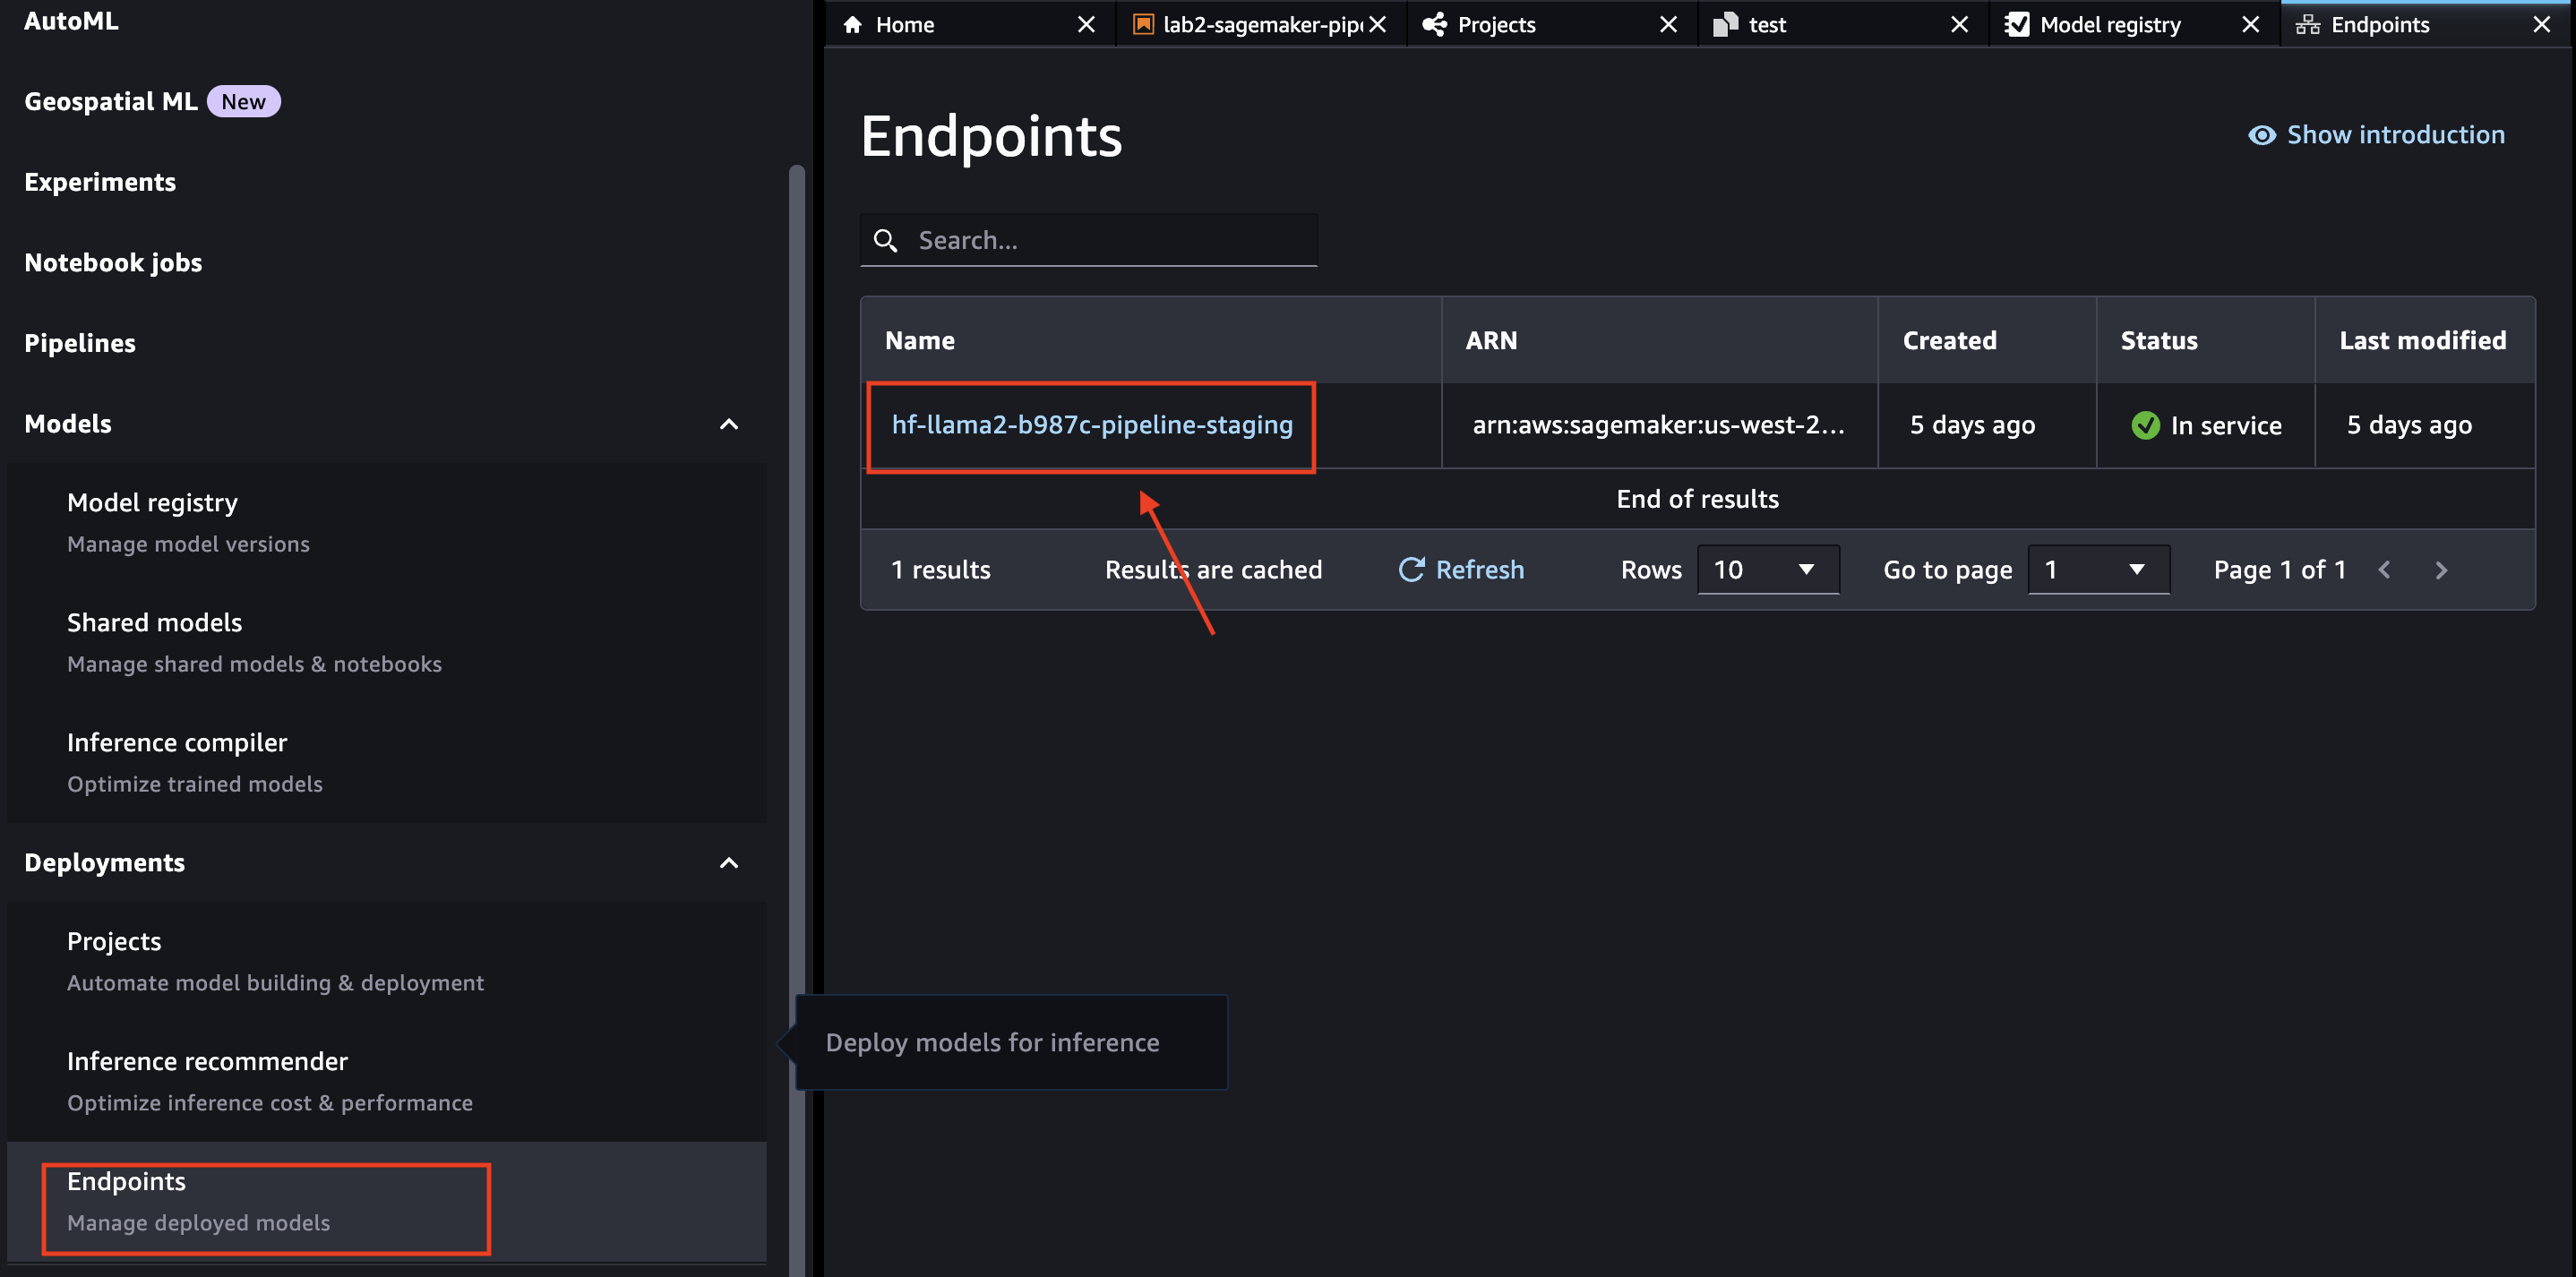 AutoML
Geospatial ML New
Experiments
Notebook jobs
Pipelines
Models
Model registry
Manage model versions
Shared models
Manage shared models & notebooks
Inference compiler
Optimize trained models
Deployments
Projects
Automate model building & deployment
Inference recommender
Optimize inference cost & performance
Endpoints
Manage deployed models
Deploy models for inference
Home lab2-sagemaker-pip Projects test Model registry Endpoints
Endpoints
Show introduction
Search...
Name ARN Created Status Last modified
hf-llama2-b987c-pipeline-staging arn:aws:sagemaker:us-west-2... 5 days ago In service 5 days ago
End of results
1 results Results are cached Refresh Rows 10 Go to page 1 Page 1 of 1